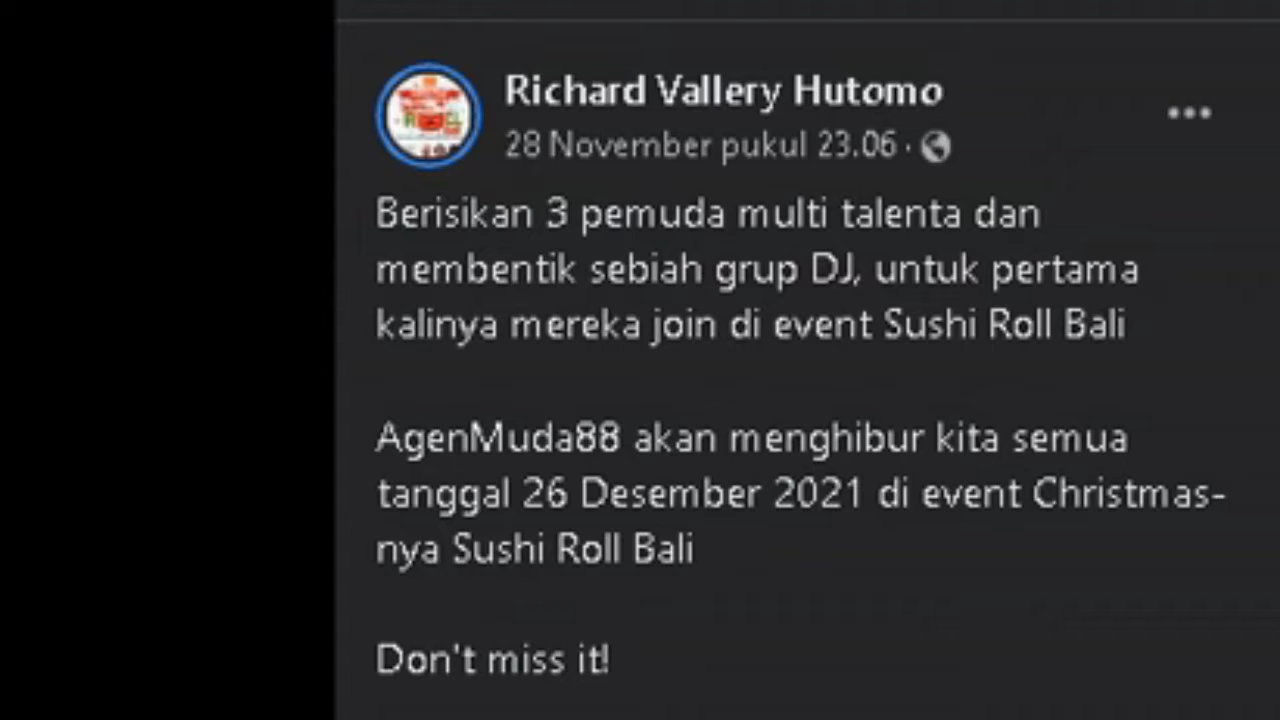 Richard Vallery Hutomo
28 November pukul 23.06 ·
Berisikan 3 pemuda multi talenta dan
membentik sebiah grup DJ, untuk pertama
kalinya mereka join di event Sushi Roll Bali
AgenMuda88 akan menghibur kita semua
tanggal 26 Desember 2021 di event Christmas-
nya Sushi Roll Bali
Don't miss it!